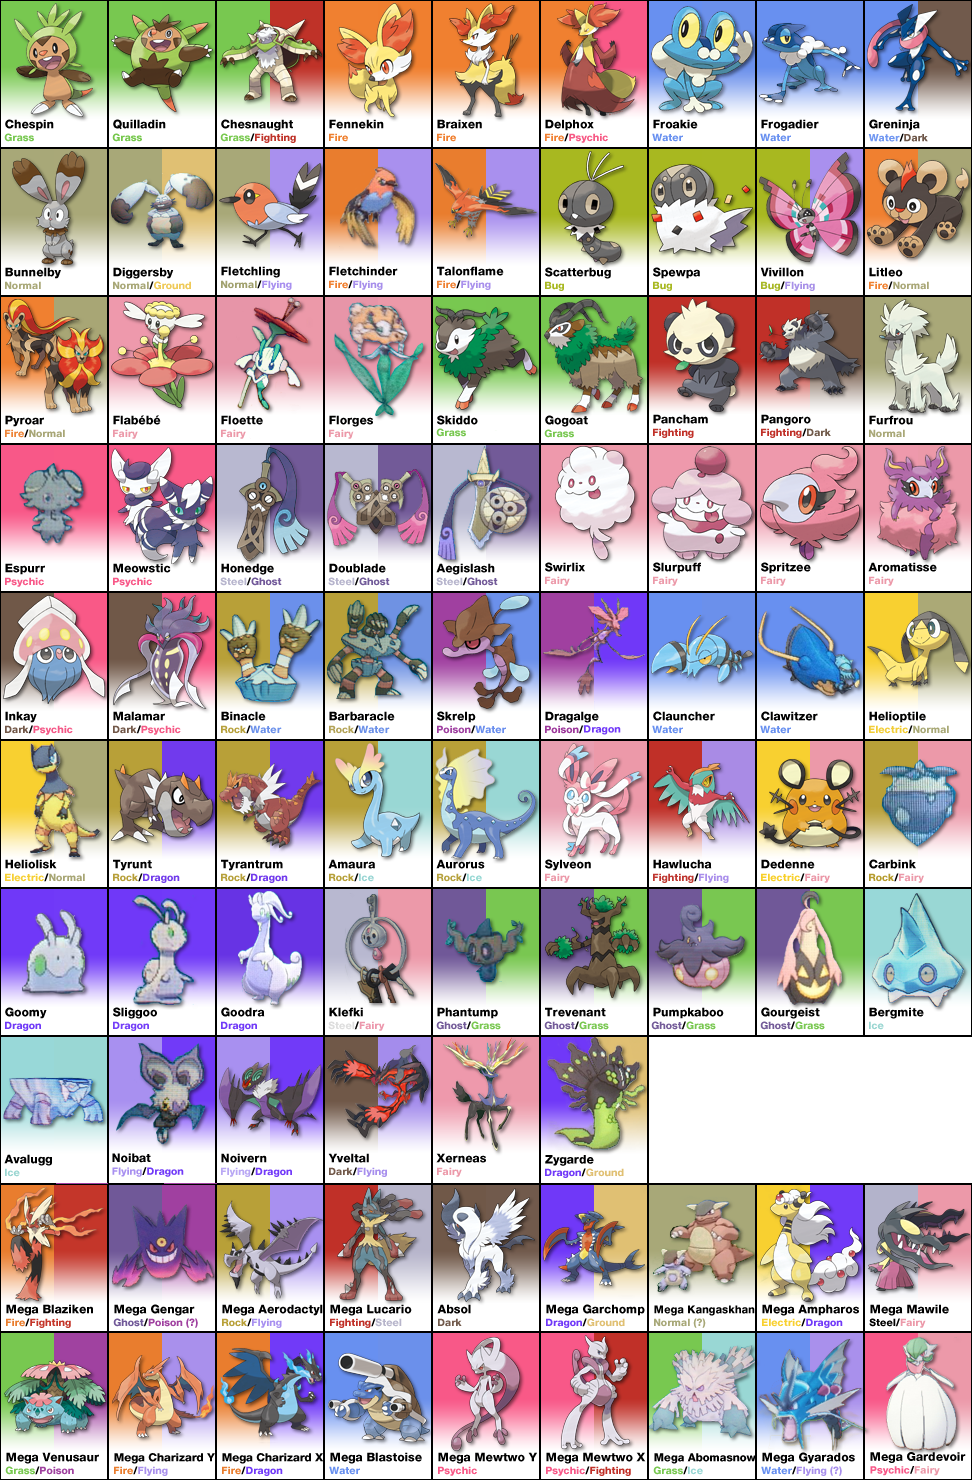 Chespin
Grass
Quilladin
Grass
Chesnaught
Grass/Fighting
Fennekin
Fire
Braixen
Fire
Delphox
Fire/Psychic
Froakie
Water
Frogadier
Water
Greninja
Water/Dark
Bunnelby
Normal
Diggersby
Normal/Ground
Fletchling
Normal/Flying
Fletchinder
Fire/Flying
Talonflame
Fire/Flying
Scatterbug
Bug
Spewpa
Bug
Vivillon
Bug/Flying
Litleo
Fire/Normal
Pyroar
Fire/Normal
Flabébé
Fairy
Floette
Fairy
Florges
Fairy
Skiddo
Grass
Gogoat
Grass
Pancham
Fighting
Pangoro
Fighting/Dark
Furfrou
Normal
Espurr
Psychic
Meowstic
Psychic
Honedge
Steel/Ghost
Doublade
Steel/Ghost
Aegislash
Steel/Ghost
Swirlix
Fairy
Slurpuff
Fairy
Spritzee
Fairy
Aromatisse
Fairy
Inkay
Dark/Psychic
Malamar
Dark/Psychic
Binacle
Rock/Water
Barbaracle
Rock/Water
Skrelp
Poison/Water
Dragalge
Poison/Dragon
Clauncher
Water
Clawitzer
Water
Helioptile
Electric/Normal
Heliolisk
Electric/Normal
Tyrunt
Rock/Dragon
Tyrantrum
Rock/Dragon
Amaura
Rock/Ice
Aurorus
Rock/Ice
Sylveon
Fairy
Hawlucha
Fighting/Flying
Dedenne
Electric/Fairy
Carbink
Rock/Fairy
Goomy
Dragon
Sliggoo
Dragon
Goodra
Dragon
Klefki
Steel/Fairy
Phantump
Ghost/Grass
Trevenant
Ghost/Grass
Pumpkaboo
Ghost/Grass
Gourgeist
Ghost/Grass
Bergmite
Ice
Avalugg
Ice
Noibat
Flying/Dragon
Noivern
Flying/Dragon
Yveltal
Dark/Flying
Xerneas
Fairy
Zygarde
Dragon/Ground
Mega Blaziken
Fire/Fighting
Mega Gengar
Ghost/Poison (?)
Mega Aerodactyl
Rock/Flying
Mega Lucario
Fighting/Steel
Absol
Dark
Mega Garchomp
Dragon/Ground
Mega Kangaskhan
Normal (?)
Mega Ampharos
Electric/Dragon
Mega Mawile
Steel/Fairy
Mega Venusaur
Grass/Poison
Mega Charizard Y
Fire/Flying
Mega Charizard X
Fire/Dragon
Mega Blastoise
Water
Mega Mewtwo Y
Psychic
Mega Mewtwo X
Psychic/Fighting
Mega Abomasnow
Grass/Ice
Mega Gyarados
Water/Flying (?)
Mega Gardevoir
Psychic/Fairy